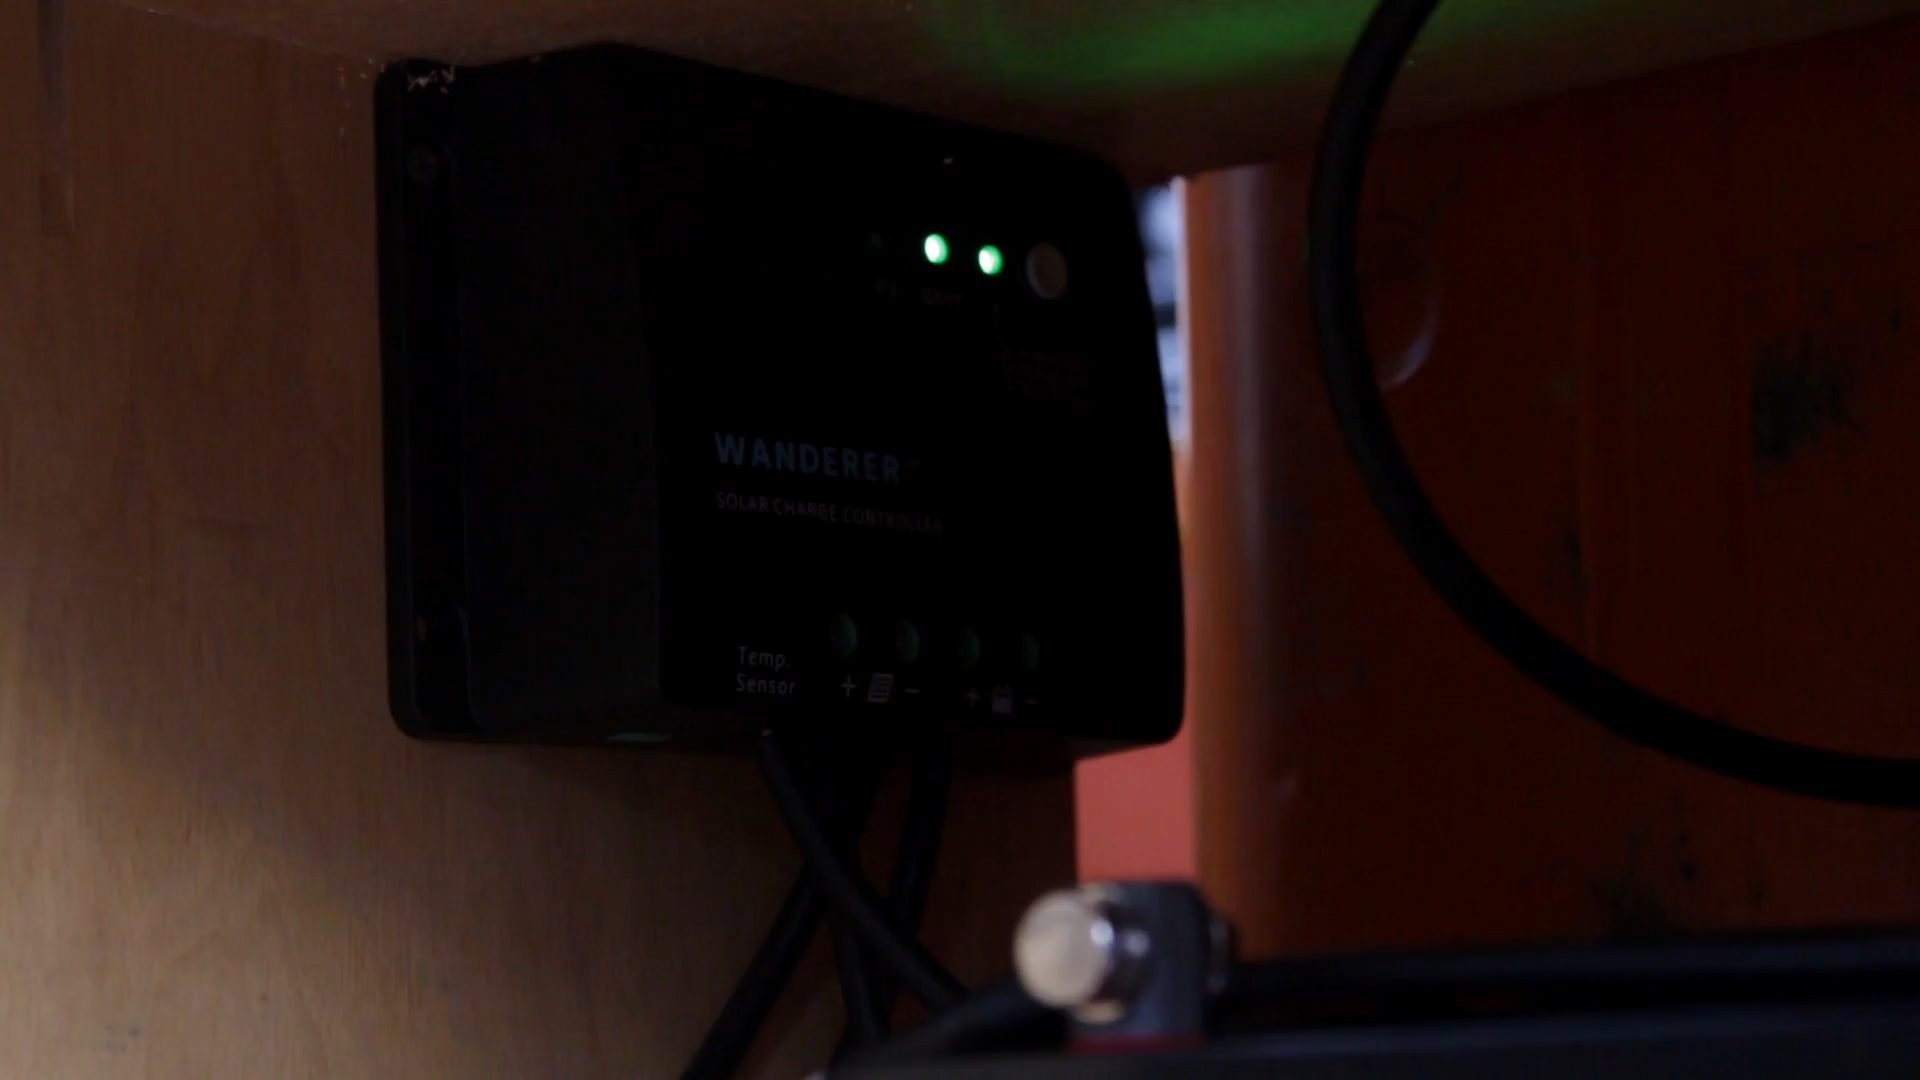 WANDERER
SOLAR CHARGE CONTROLLER
Temp.
Sensor
+ -
+ -